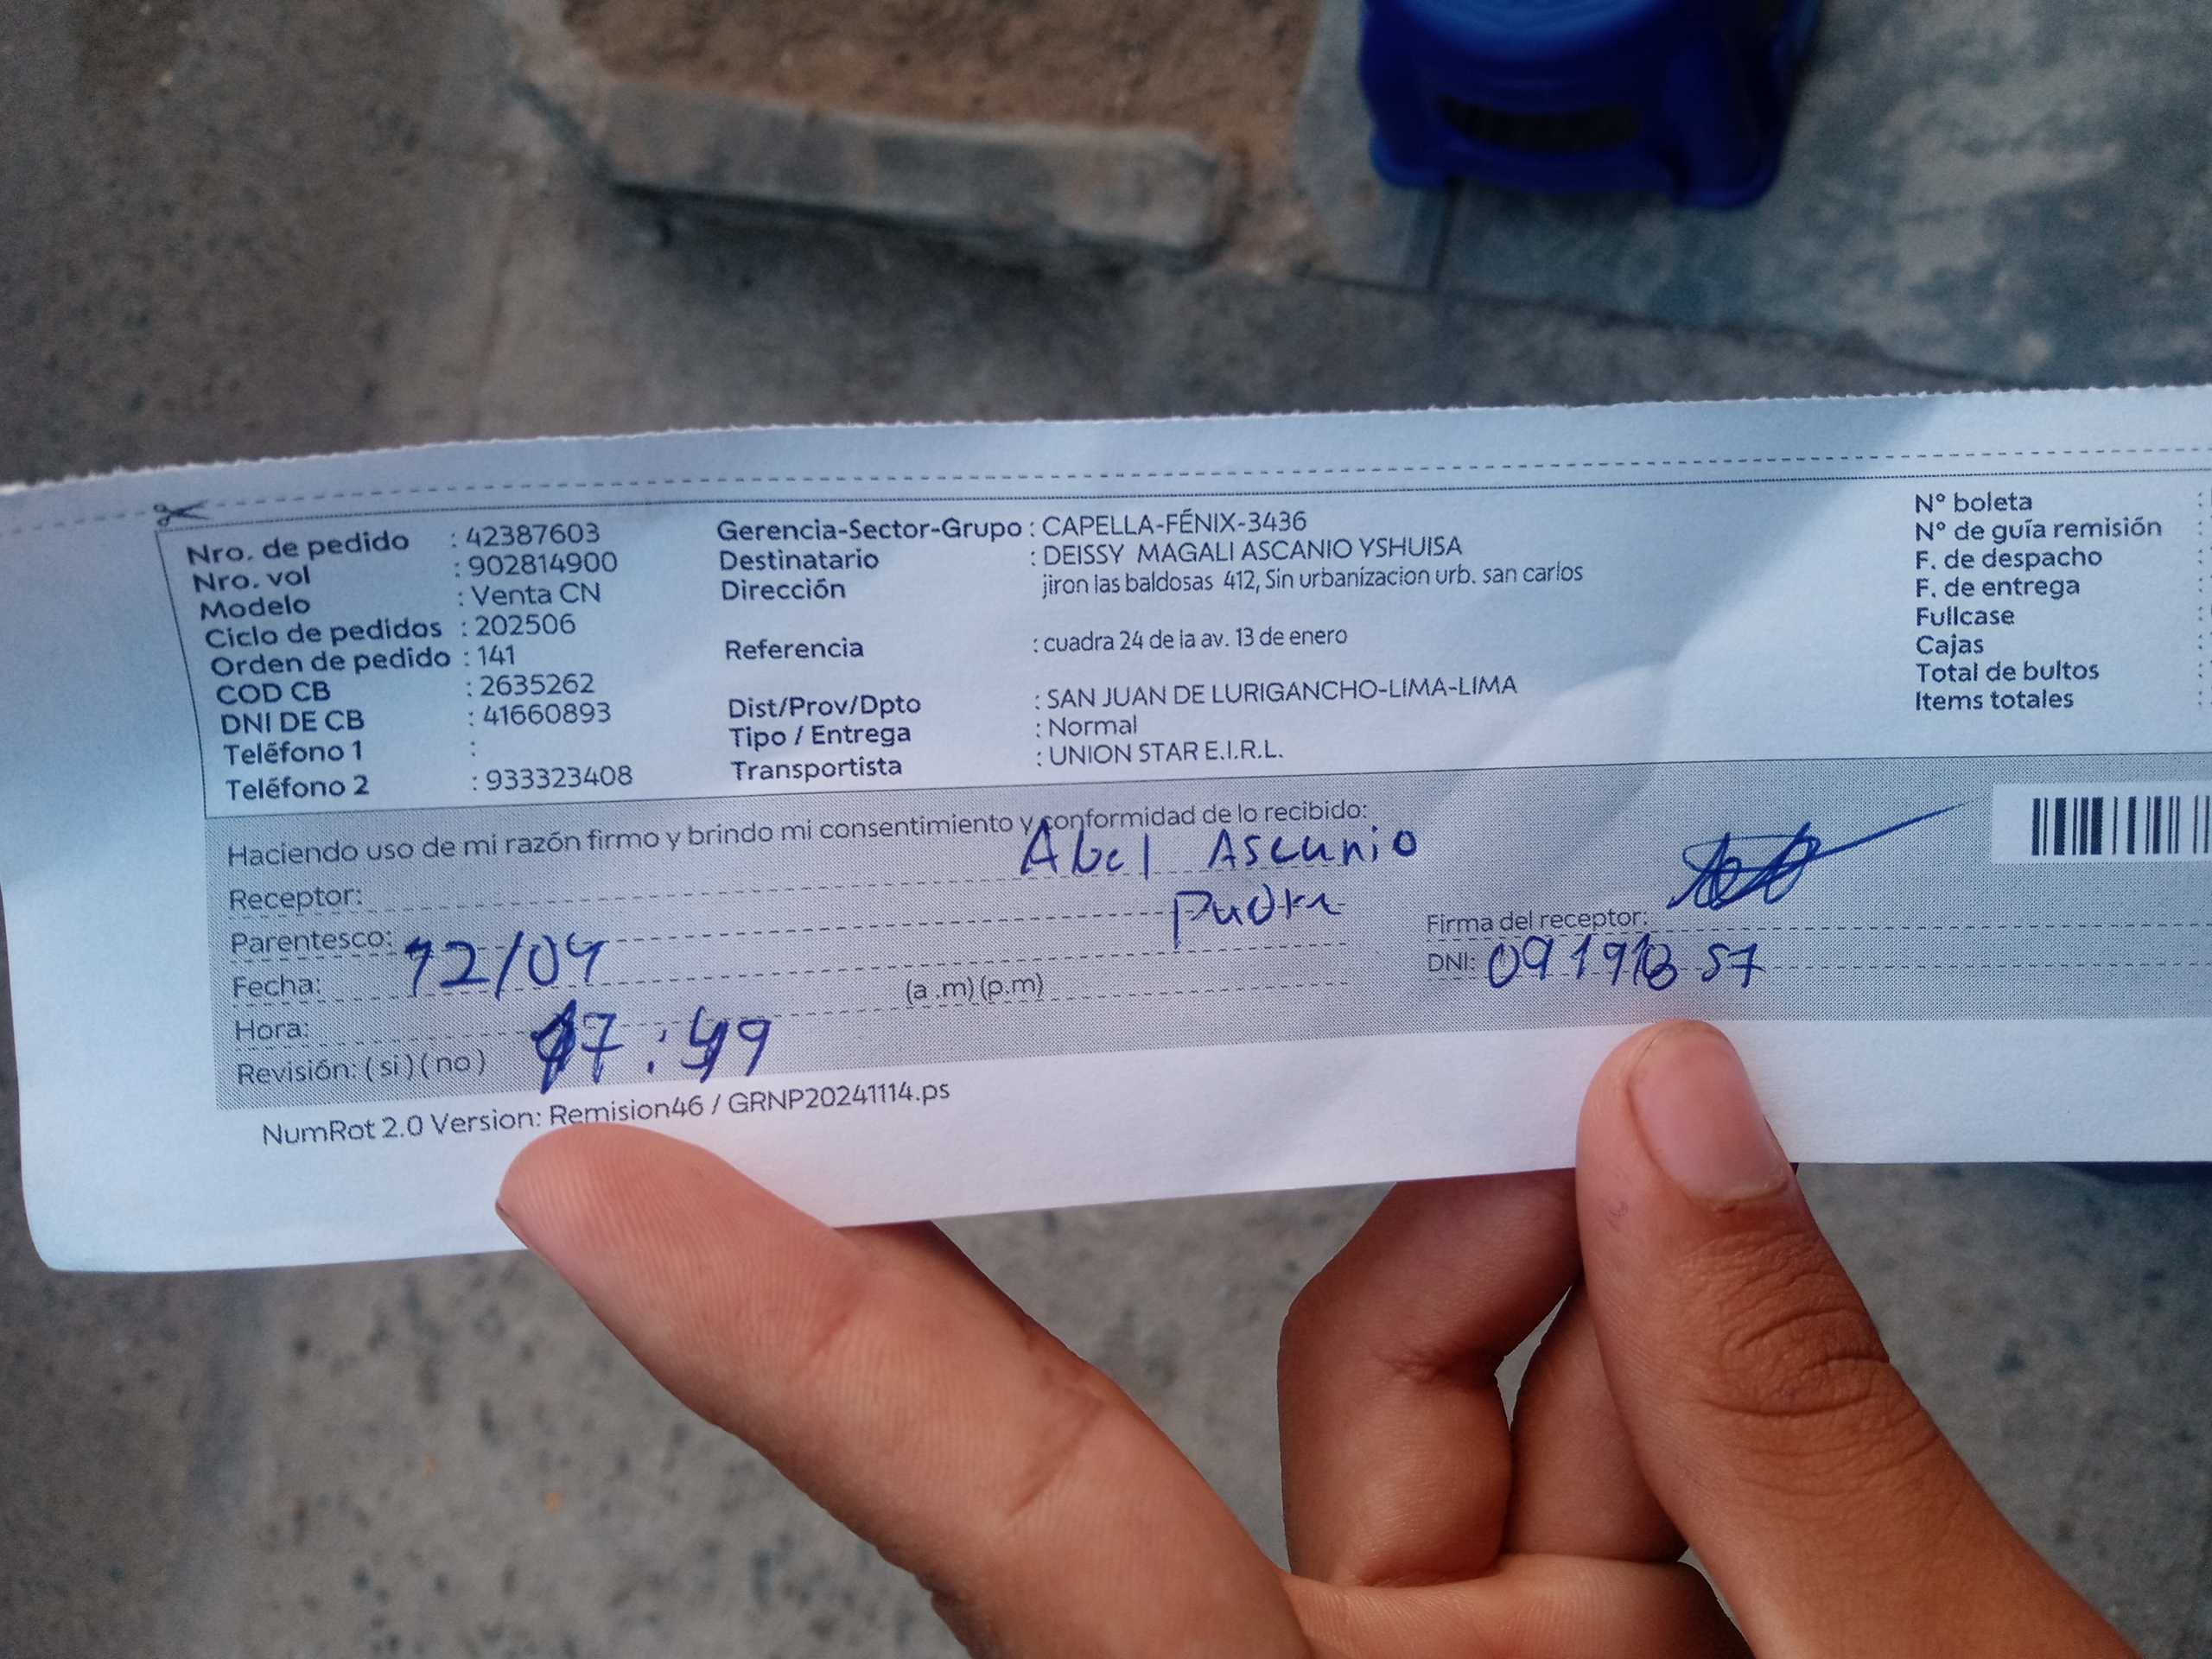 Nro. de pedido : 42387603
Nro. vol : 902814900
Modelo : Venta CN
Ciclo de pedidos : 202506
Orden de pedido : 141
COD CB : 2635262
DNI DE CB : 41660893
Teléfono 1 :
Teléfono 2 : 933323408
Gerencia-Sector-Grupo : CAPELLA-FÉNIX-3436
Destinatario : DEISSY MAGALI ASCANIO YSHUISA
Dirección : jiron las baldosas 412, Sin urbanizacion urb. san carlos
Referencia : cuadra 24 de la av. 13 de enero
Dist/Prov/Dpto : SAN JUAN DE LURIGANCHO-LIMA-LIMA
Tipo / Entrega : Normal
Transportista : UNION STAR E.I.R.L.
N° boleta :
N° de guía remisión :
F. de despacho :
F. de entrega :
Fullcase :
Cajas :
Total de bultos :
Items totales :
Haciendo uso de mi razón firmo y brindo mi consentimiento y conformidad de lo recibido:
Receptor: Abel Ascanio
Parentesco: Padre
Fecha: 12/04
Hora: 17:49 (a.m) (p.m)
Revisión: (si) (no)
Firma del receptor:
DNI:
NumRot 2.0 Version: Remision46 / GRNP20241114.ps